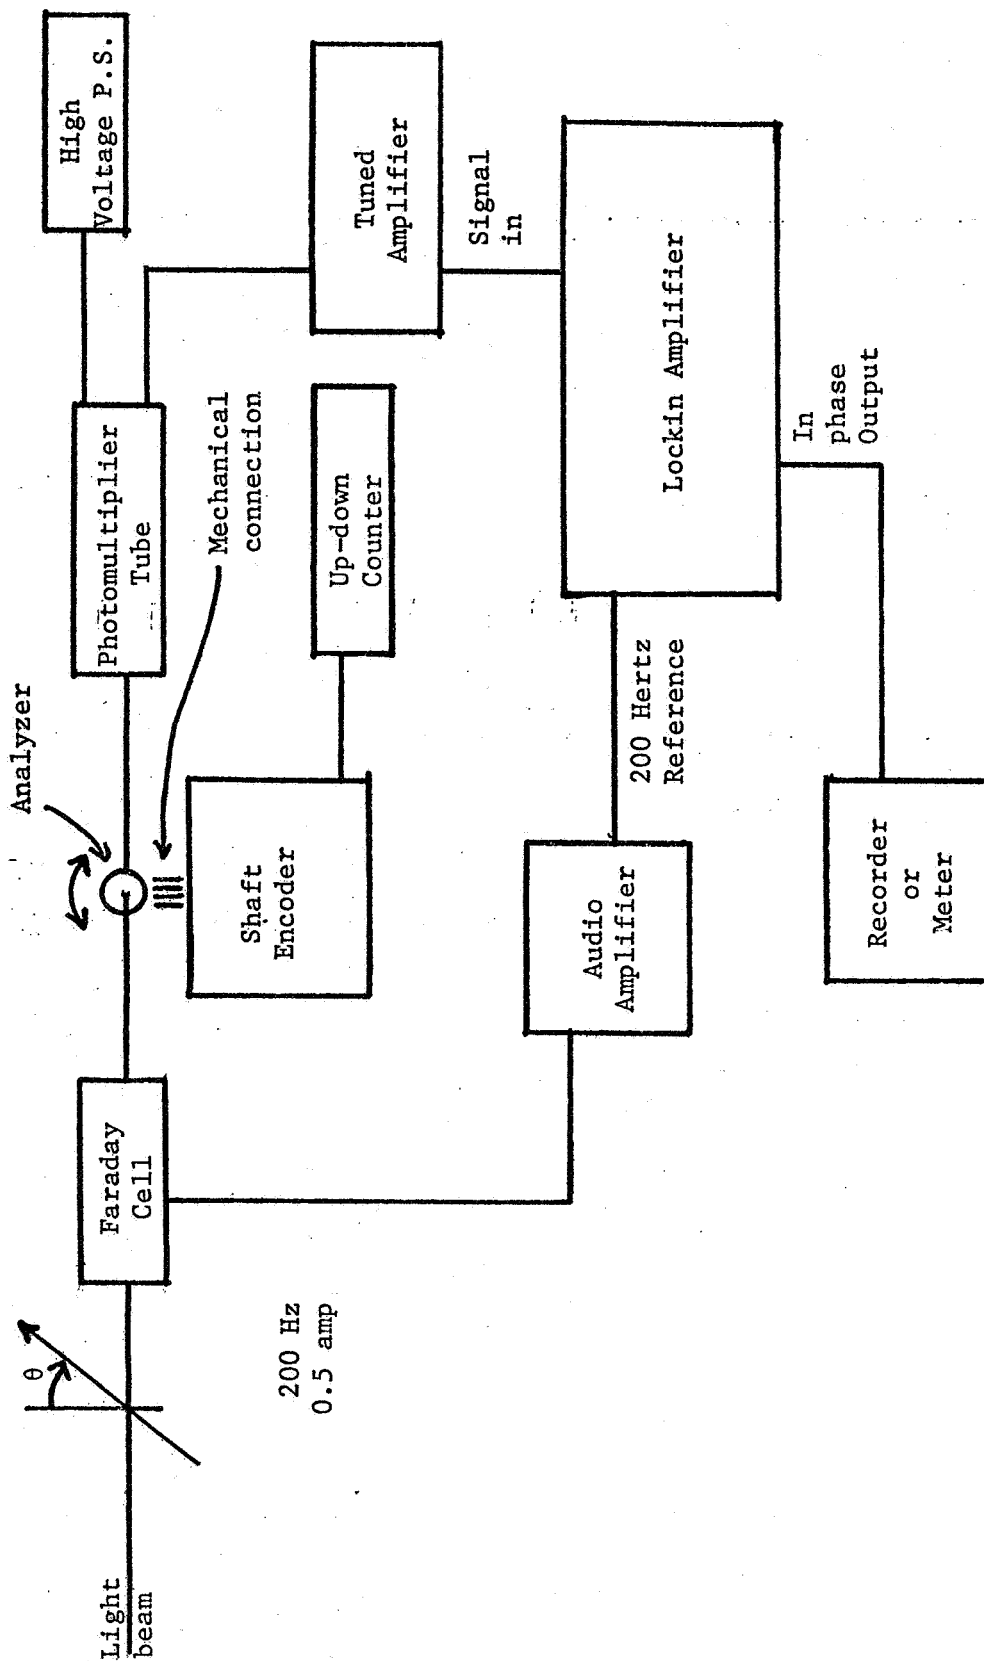 Light
beam
θ
200 Hz
0.5 amp
Faraday
Cell
Analyzer
Mechanical
connection
Photomultiplier
Tube
High
Voltage P.S.
Shaft
Encoder
Up-down
Counter
Tuned
Amplifier
Signal
in
Audio
Amplifier
200 Hertz
Reference
Lockin Amplifier
In
phase
Output
Recorder
or
Meter